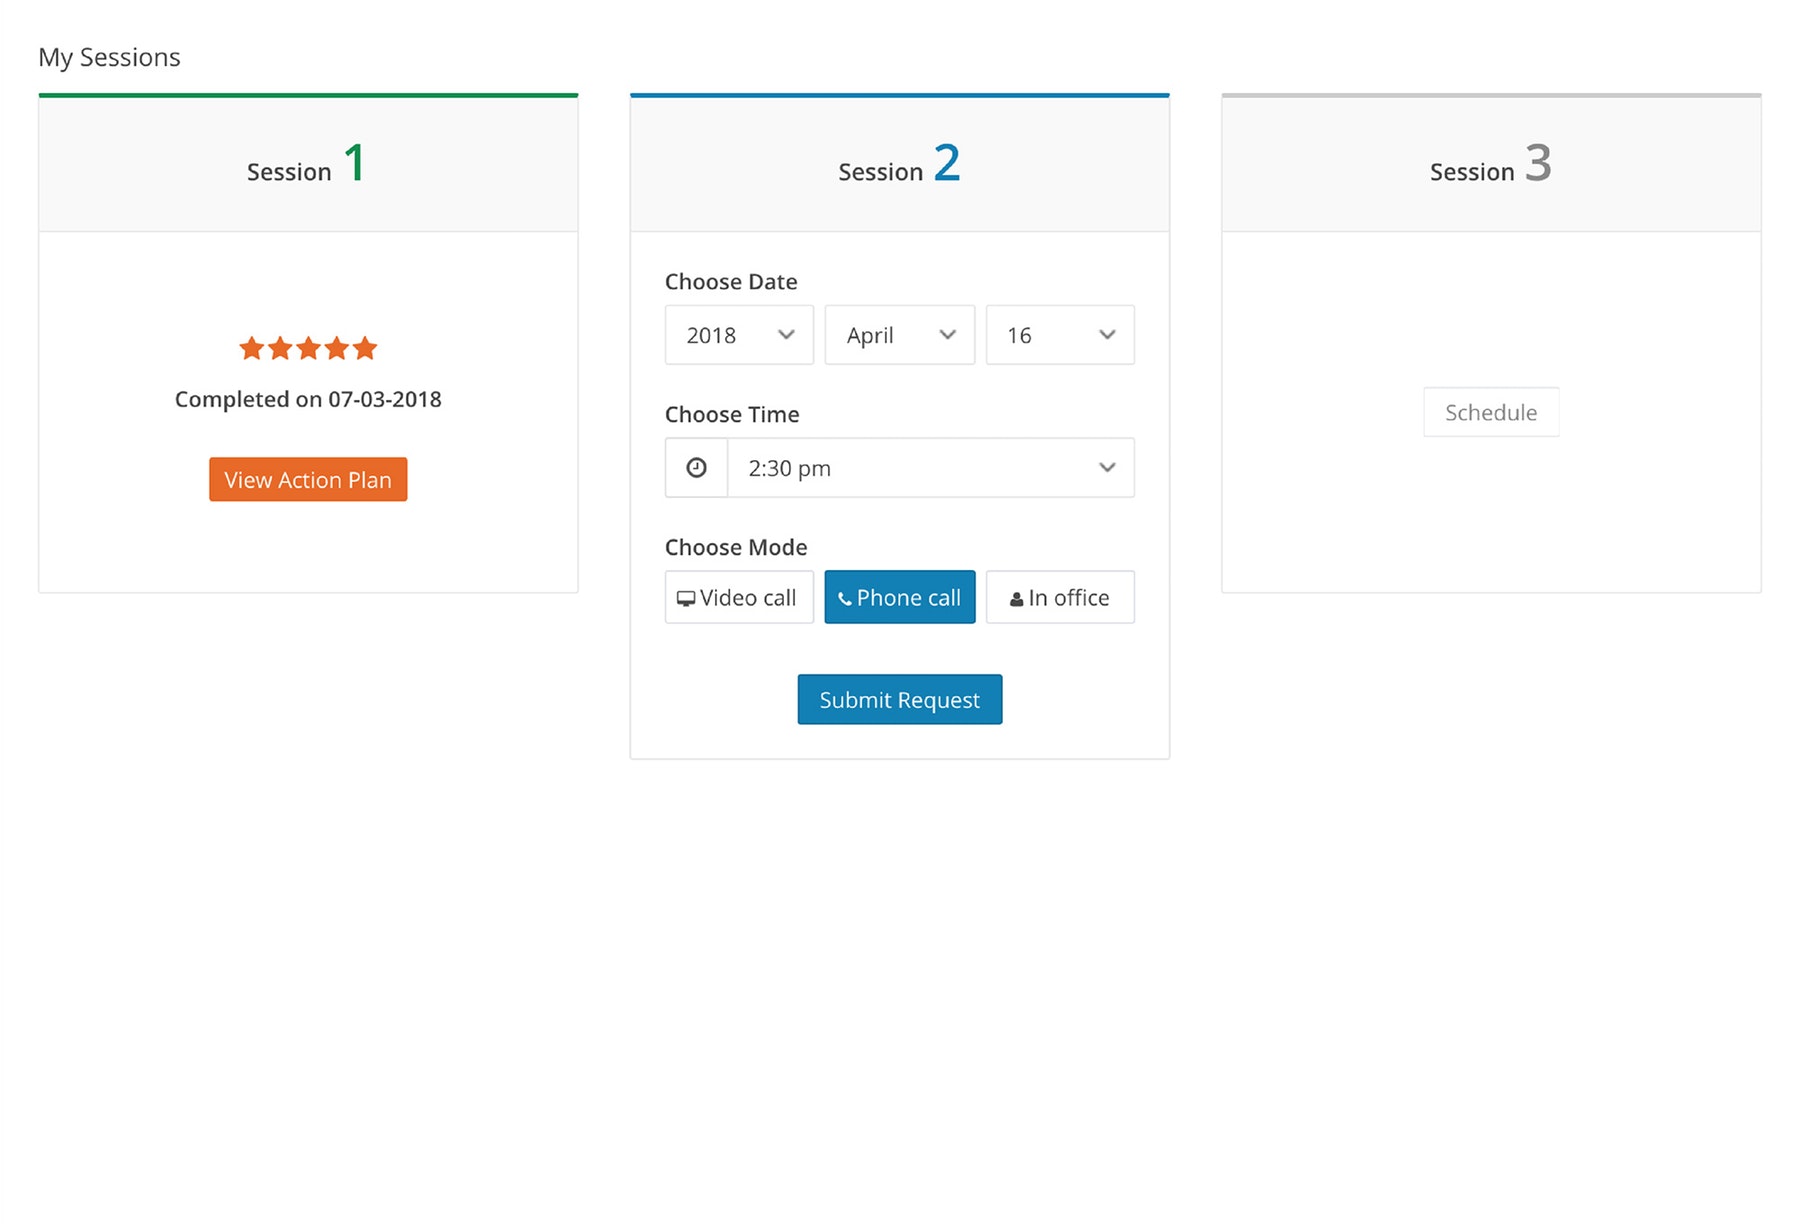 My Sessions
Session 1
Completed on 07-03-2018
View Action Plan
Session 2
Choose Date
2018 April 16
Choose Time
2:30 pm
Choose Mode
Video call Phone call In office
Submit Request
Session 3
Schedule